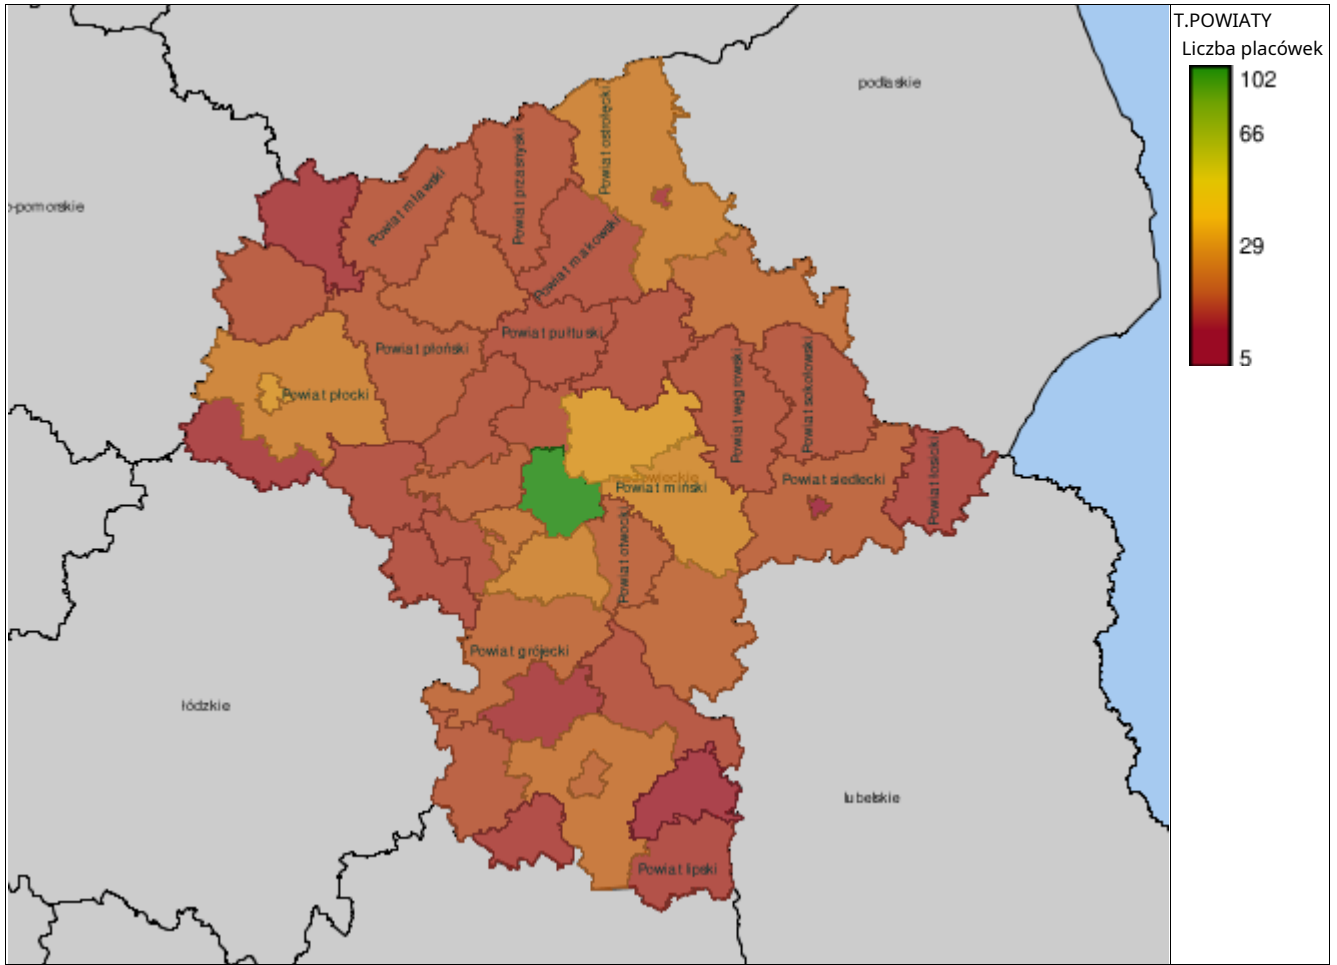 T.POWIATY
Liczba placówek
102
66
29
5
podlaskie
o-pomorskie
Powiat ostrołęcki
Powiat przasnyski
Powiat mławski
Powiat makowski
Powiat pułtuski
Powiat płoński
Powiat płocki
Powiat węgrowski
Powiat sokołowski
Powiat łosicki
mazowieckie
Powiat siedlecki
Powiat miński
Powiat otwocki
Powiat grójecki
łódzkie
lubelskie
Powiat lipski